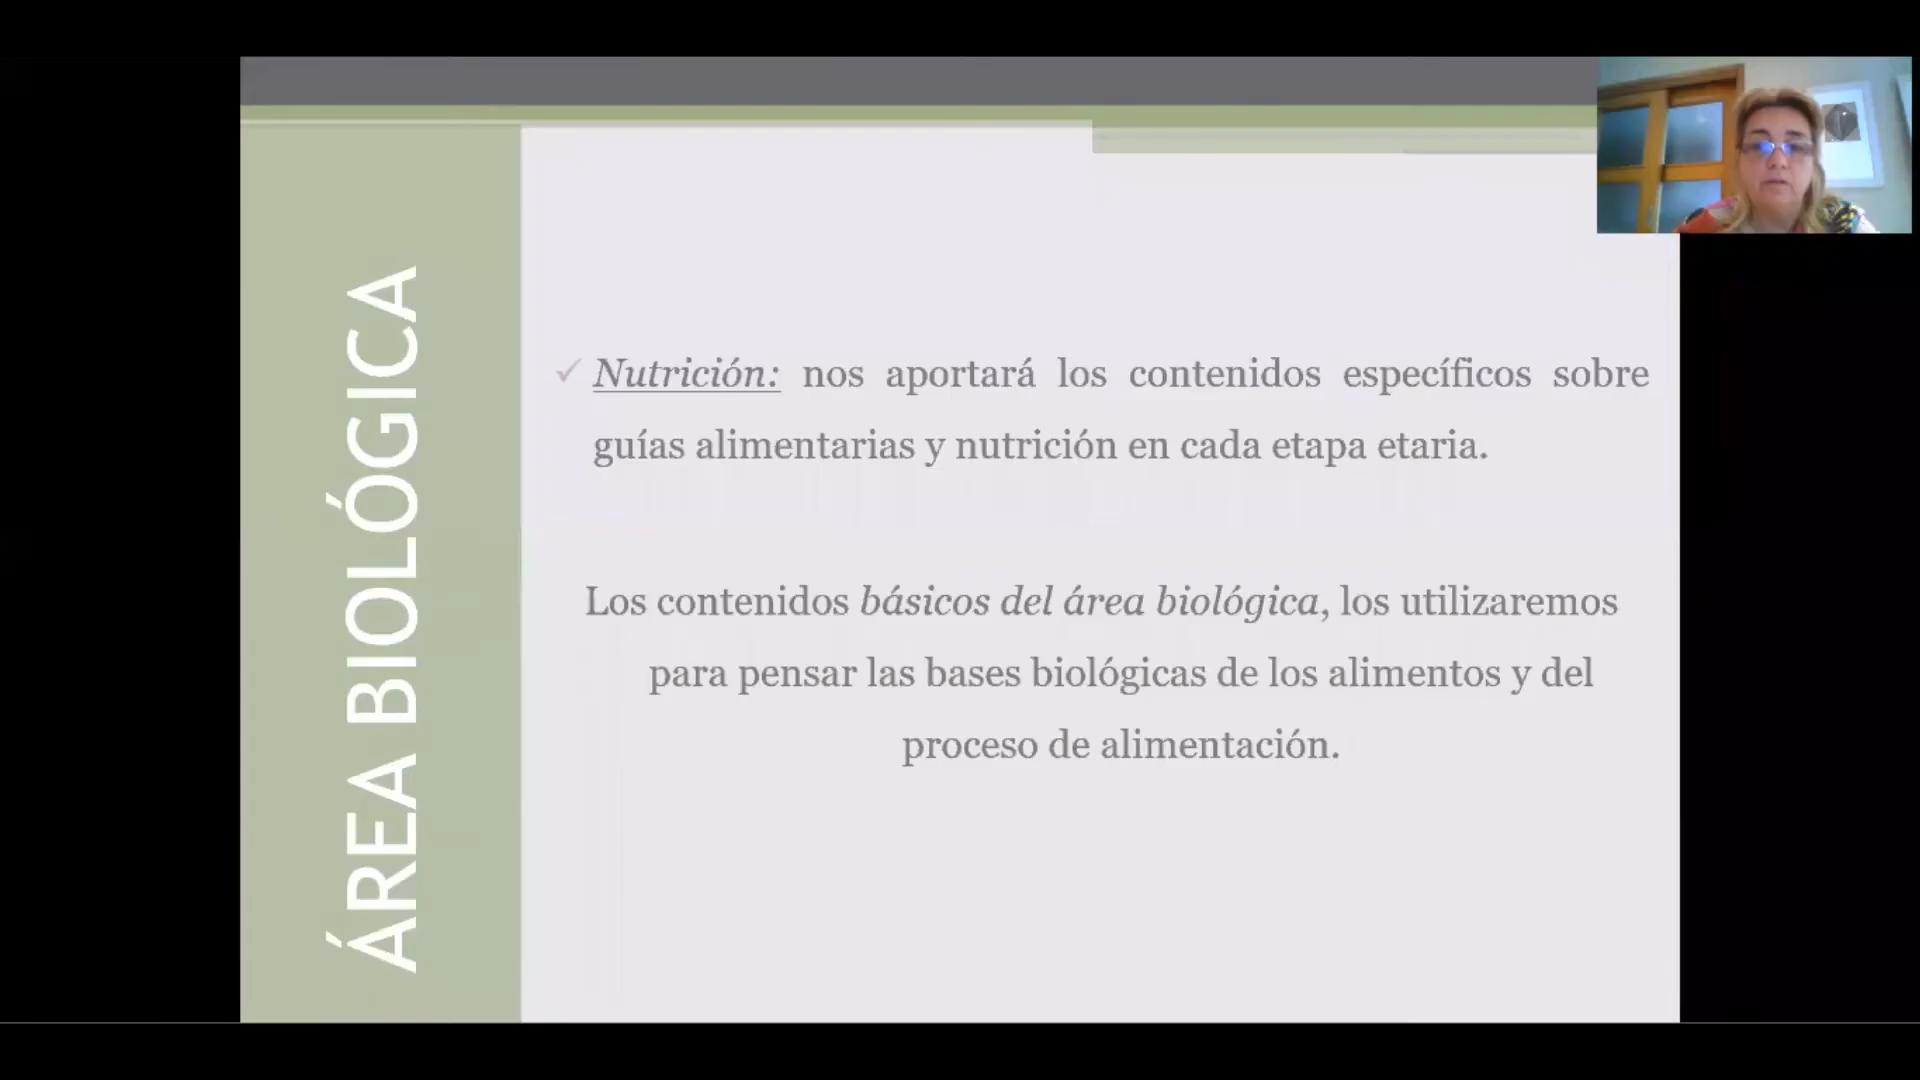 ÁREA BIOLÓGICA
Nutrición: nos aportará los contenidos específicos sobre
guías alimentarias y nutrición en cada etapa etaria.
Los contenidos básicos del área biológica, los utilizaremos
para pensar las bases biológicas de los alimentos y del
proceso de alimentación.